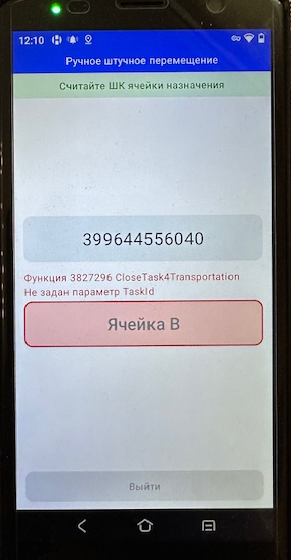 12:10
Ручное штучное перемещение
Считайте ШК ячейки назначения
399644556040
Функция 3827296 CloseTask4Transportation
Не задан параметр TaskId
Ячейка В
Выйти